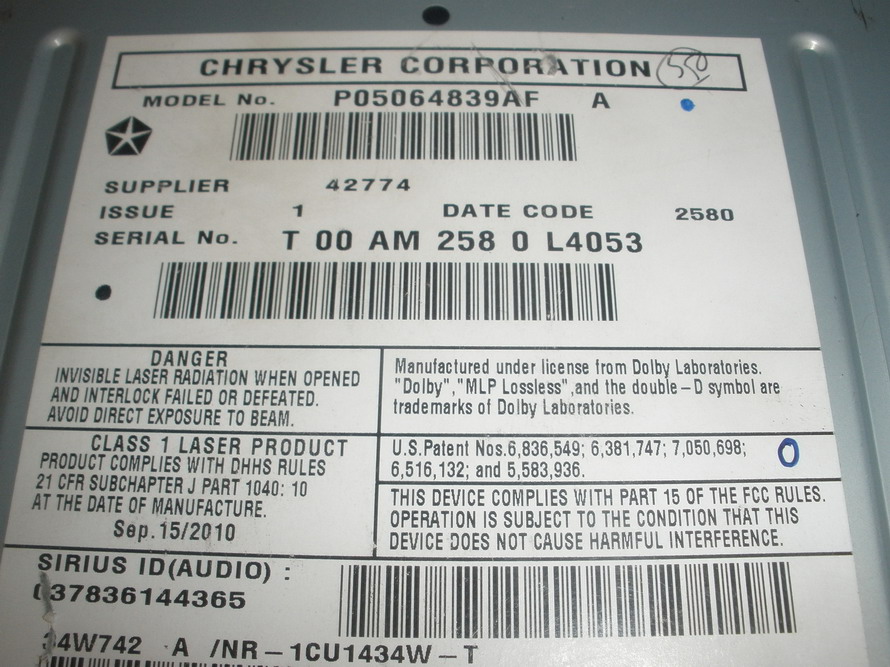 CHRYSLER CORPORATION 550
MODEL No. P05064839AF A
SUPPLIER 42774
ISSUE 1 DATE CODE 2580
SERIAL No. T 00 AM 258 0 L4053
DANGER
INVISIBLE LASER RADIATION WHEN OPENED
AND INTERLOCK FAILED OR DEFEATED.
AVOID DIRECT EXPOSURE TO BEAM.
Manufactured under license from Dolby Laboratories.
"Dolby","MLP Lossless",and the double-D symbol are
trademarks of Dolby Laboratories.
CLASS 1 LASER PRODUCT
PRODUCT COMPLIES WITH DHHS RULES
21 CFR SUBCHAPTER J PART 1040: 10
AT THE DATE OF MANUFACTURE.
Sep.15/2010
U.S.Patent Nos.6,836,549; 6,381,747; 7,050,698;
6,516,132; and 5,583,936.
THIS DEVICE COMPLIES WITH PART 15 OF THE FCC RULES.
OPERATION IS SUBJECT TO THE CONDITION THAT THIS
DEVICE DOES NOT CAUSE HARMFUL INTERFERENCE.
SIRIUS ID(AUDIO) :
037836144365
34W742 A /NR-1CU1434W-T